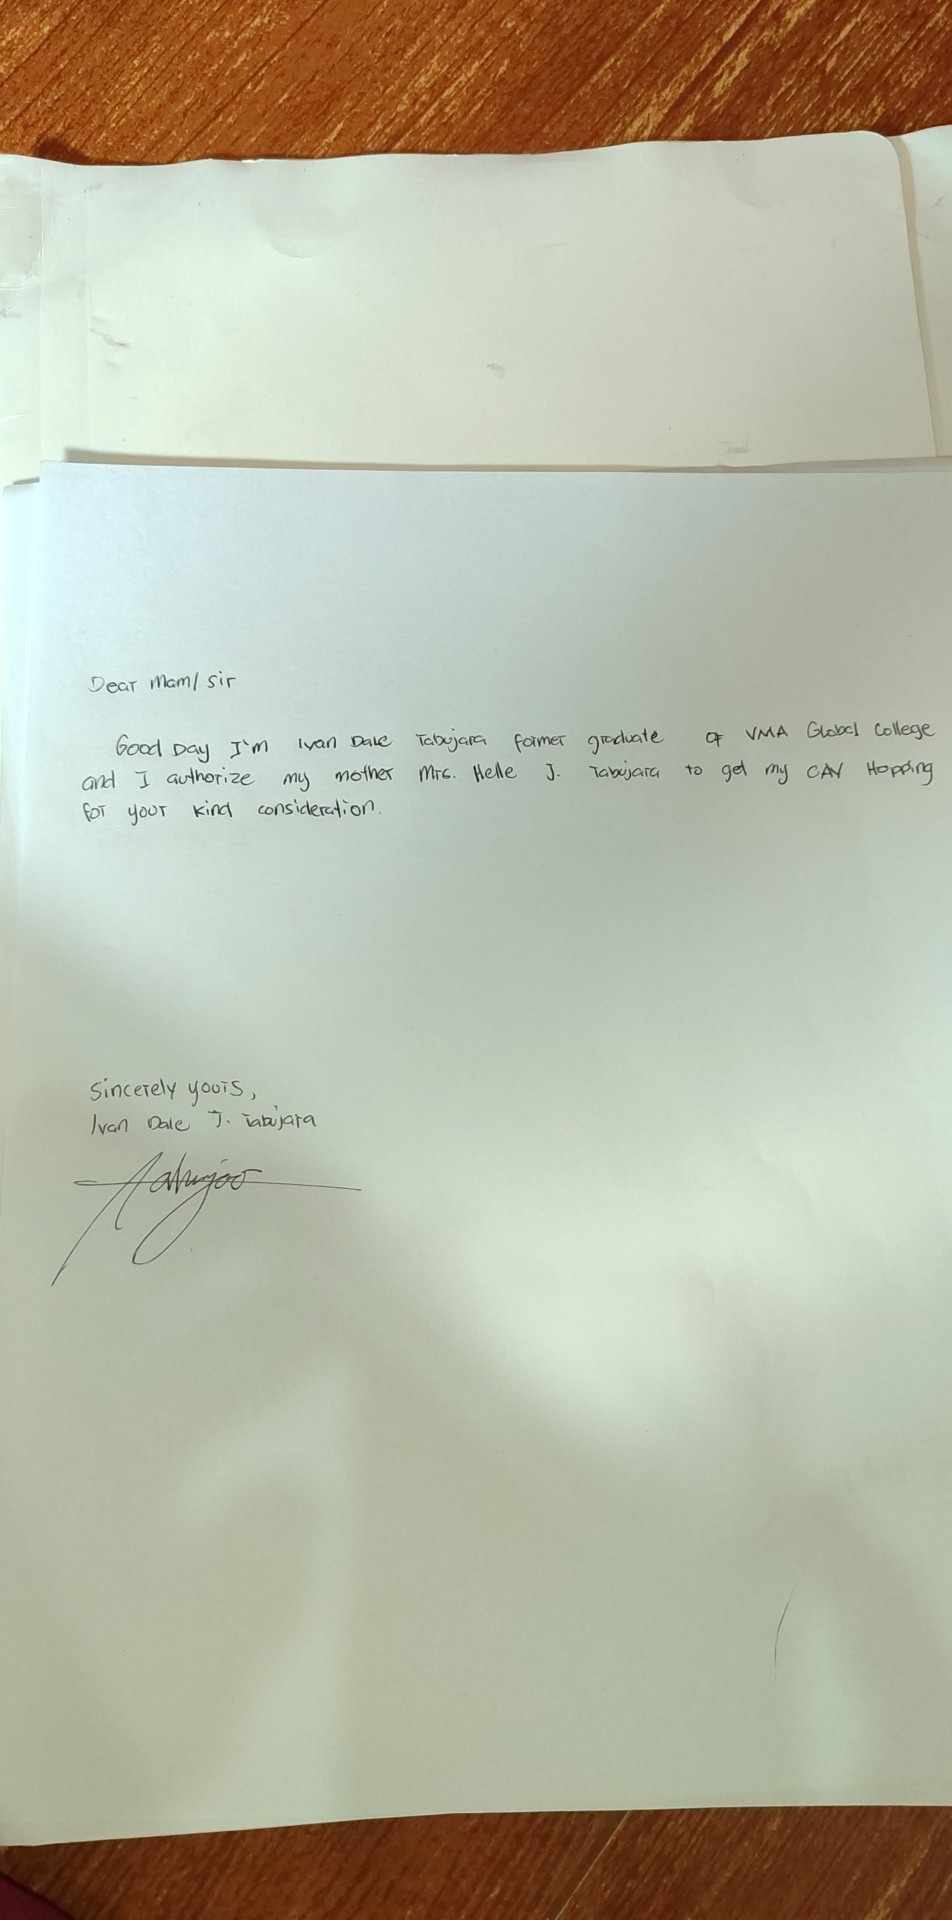 Dear Mam/ Sir
Good Day I'm Ivan Dale Tabujara former graduate of VMA Global College
and I authorize my mother Mrs. Helle J. Tabujara to get my CAV Hopping
for your kind consideration.
Sincerely yours,
Ivan Dale J. Tabujara